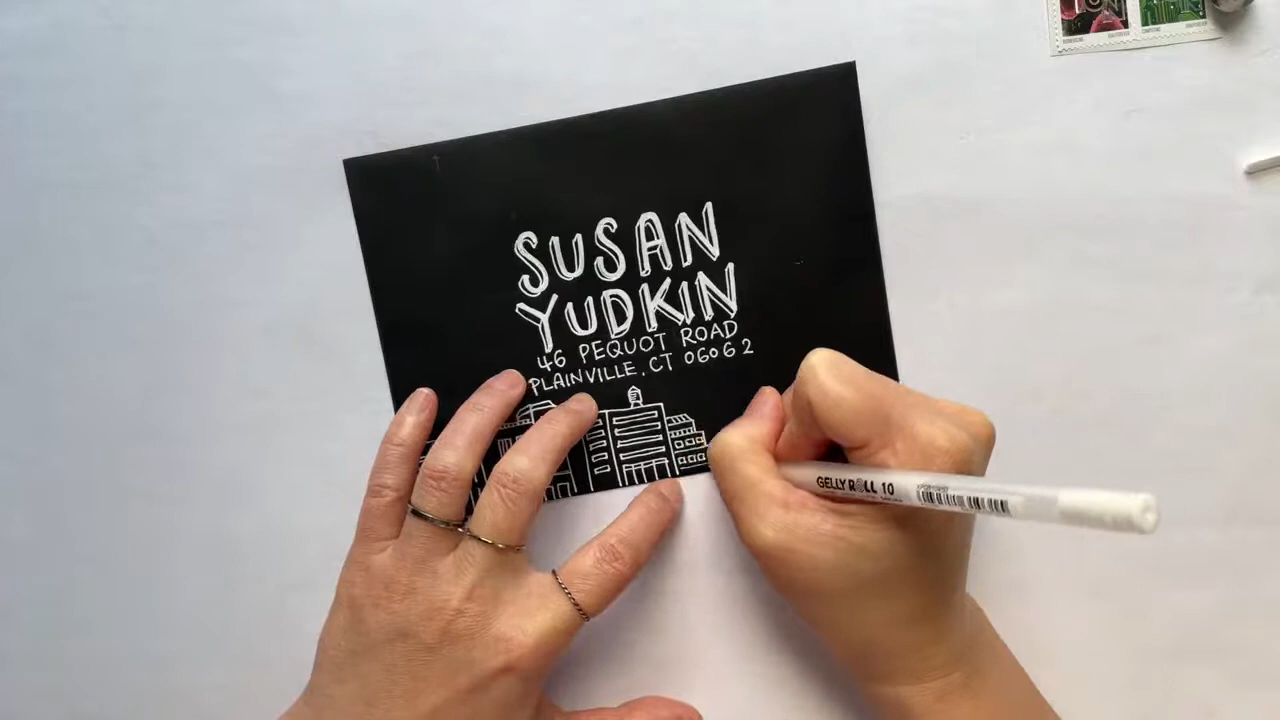 SUSAN
YUDKIN
46 PEQUOT ROAD
PLAINVILLE, CT 06062
GELLY ROLL 10